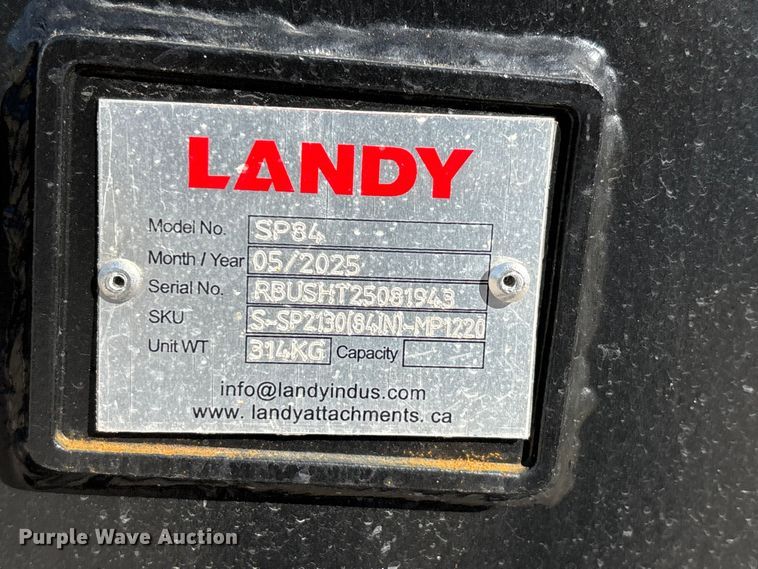 LANDY
Model No. SP84
Month / Year 05/2025
Serial No. RBUSHT25081943
SKU S-SP2130(84IN)-MP1220
Unit WT 314KG Capacity
info@landyindus.com
www. landyattachments. ca
Purple Wave Auction